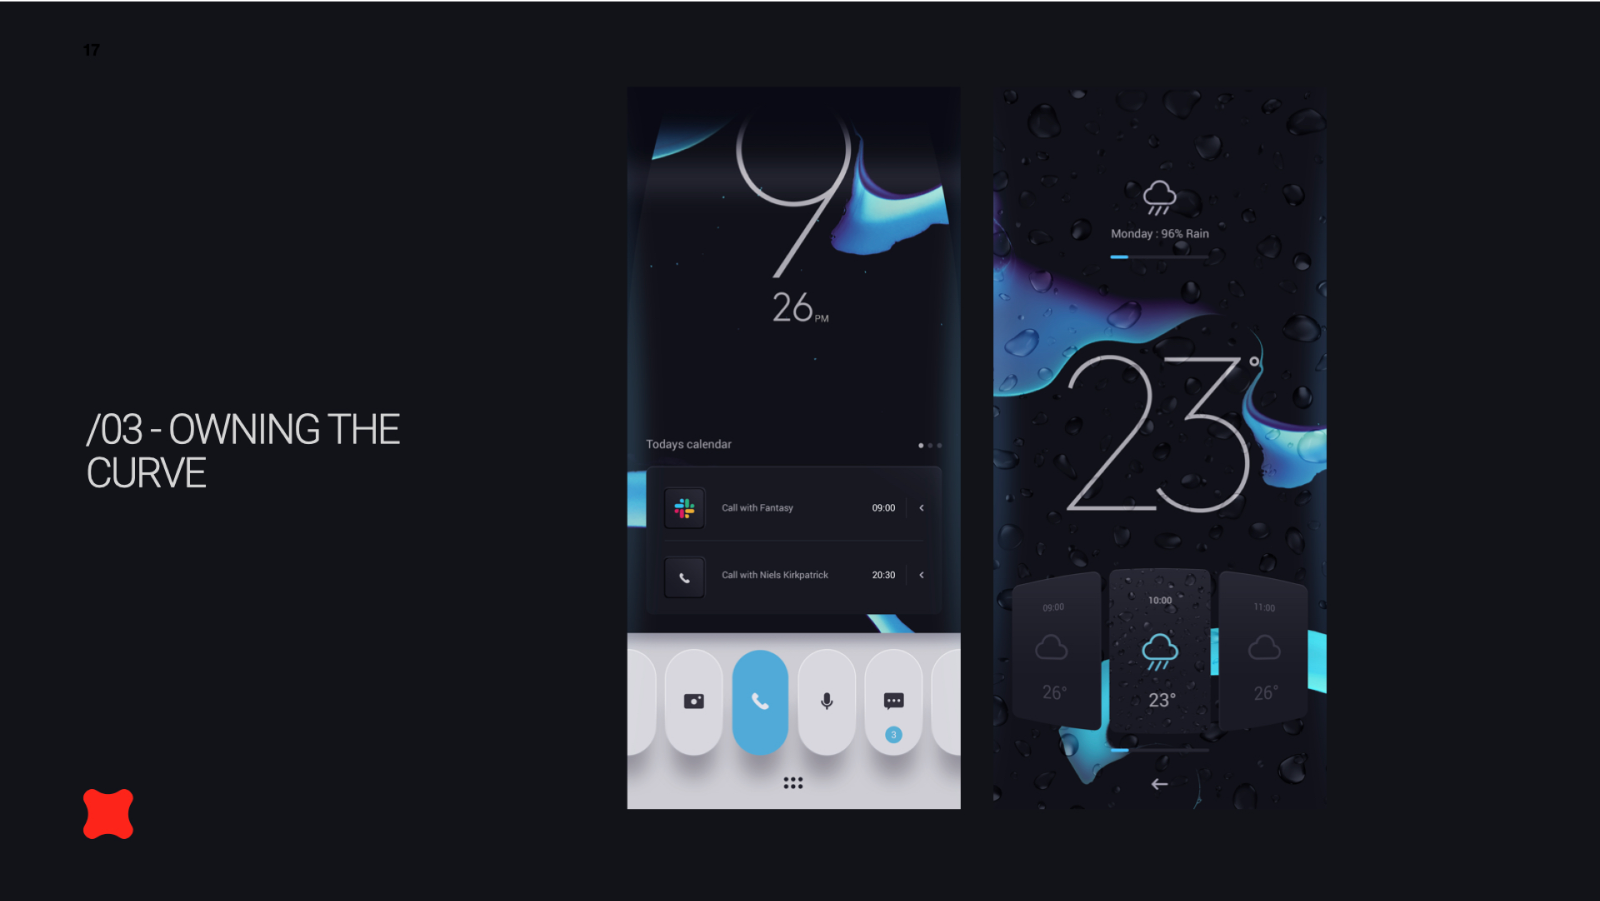 17
/03 - OWNING THE
CURVE
9
26 PM
Todays calendar
Call with Fantasy 09:00
Call with Niels Kirkpatrick 20:30
3
Monday : 96% Rain
23°
09:00 10:00 11:00
26° 23° 26°